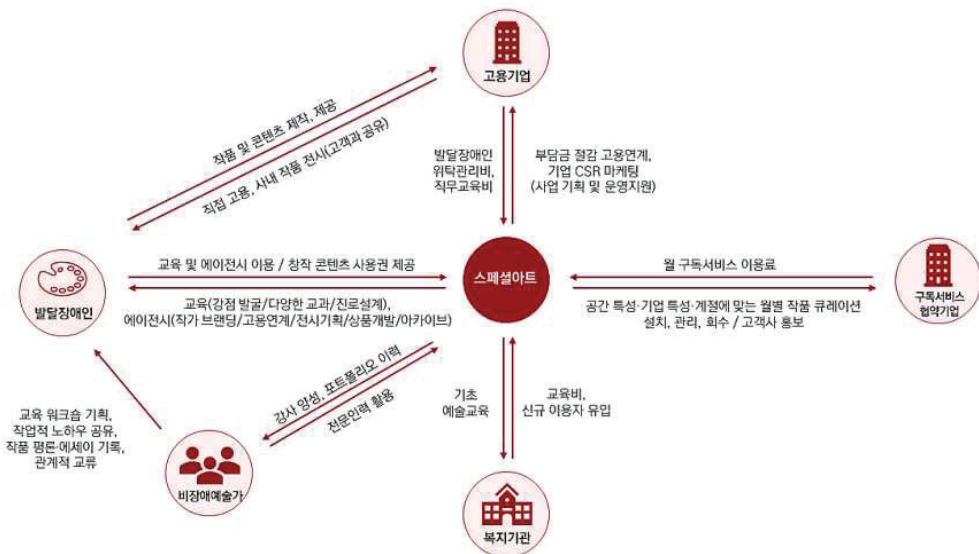 고용기업
작품 및 콘텐츠 제작, 제공
직접 고용, 사내 작품 전시(고객과 공유)
발달장애인
위탁관리비,
직무교육비
부담금 절감 고용연계,
기업 CSR 마케팅
(사업 기획 및 운영지원)
발달장애인
교육 및 에이전시 이용 / 창작 콘텐츠 사용권 제공
교육(강점 발굴/다양한 교과/진로설계),
에이전시(작가 브랜딩/고용연계/전시기획/상품개발/아카이브)
스페셜아트
월 구독서비스 이용료
공간 특성·기업 특성·계절에 맞는 월별 작품 큐레이션
설치, 관리, 회수 / 고객사 홍보
구독서비스
협약기업
교육 워크숍 기획,
작업적 노하우 공유,
작품 평론·에세이 기록,
관계적 교류
강사 양성, 포트폴리오 이력
전문인력 활용
비장애예술가
기초
예술교육
교육비,
신규 이용자 유입
복지기관